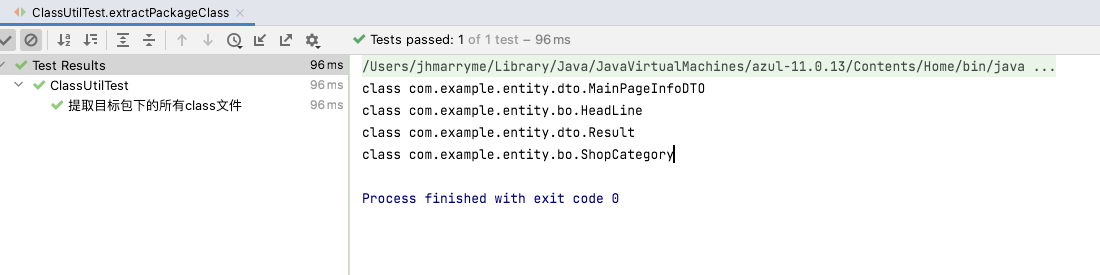 ClassUtilTest.extractPackageClass
Tests passed: 1 of 1 test – 96 ms
Test Results 96 ms
ClassUtilTest 96 ms
提取目标包下的所有class文件 96 ms
/Users/jhmarryme/Library/Java/JavaVirtualMachines/azul-11.0.13/Contents/Home/bin/java ...
class com.example.entity.dto.MainPageInfoDTO
class com.example.entity.bo.HeadLine
class com.example.entity.dto.Result
class com.example.entity.bo.ShopCategory
Process finished with exit code 0